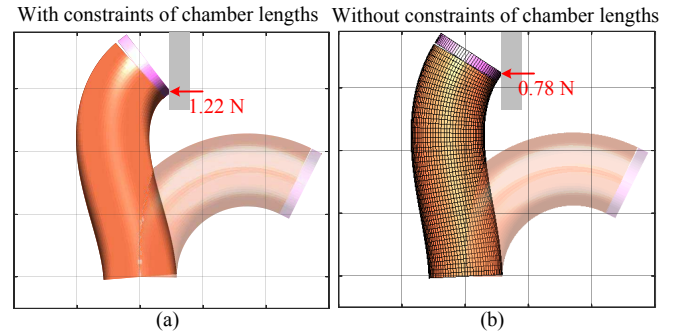 With constraints of chamber lengths
Without constraints of chamber lengths
1.22 N
0.78 N
(a)
(b)